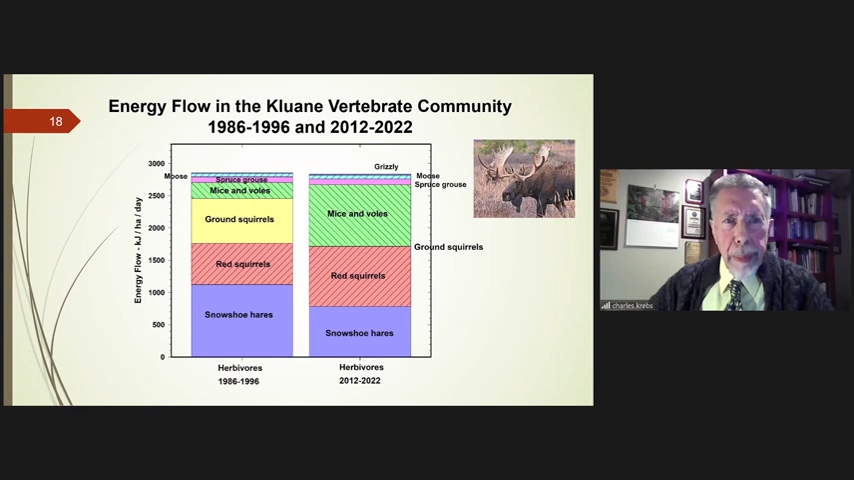 18
Energy Flow in the Kluane Vertebrate Community
1986-1996 and 2012-2022
Energy Flow - kJ / ha / day
3000
2500
2000
1500
1000
500
0
Moose
Spruce grouse
Mice and voles
Ground squirrels
Red squirrels
Snowshoe hares
Herbivores
1986-1996
Grizzly
Moose
Spruce grouse
Mice and voles
Ground squirrels
Red squirrels
Snowshoe hares
Herbivores
2012-2022
charles.krebs